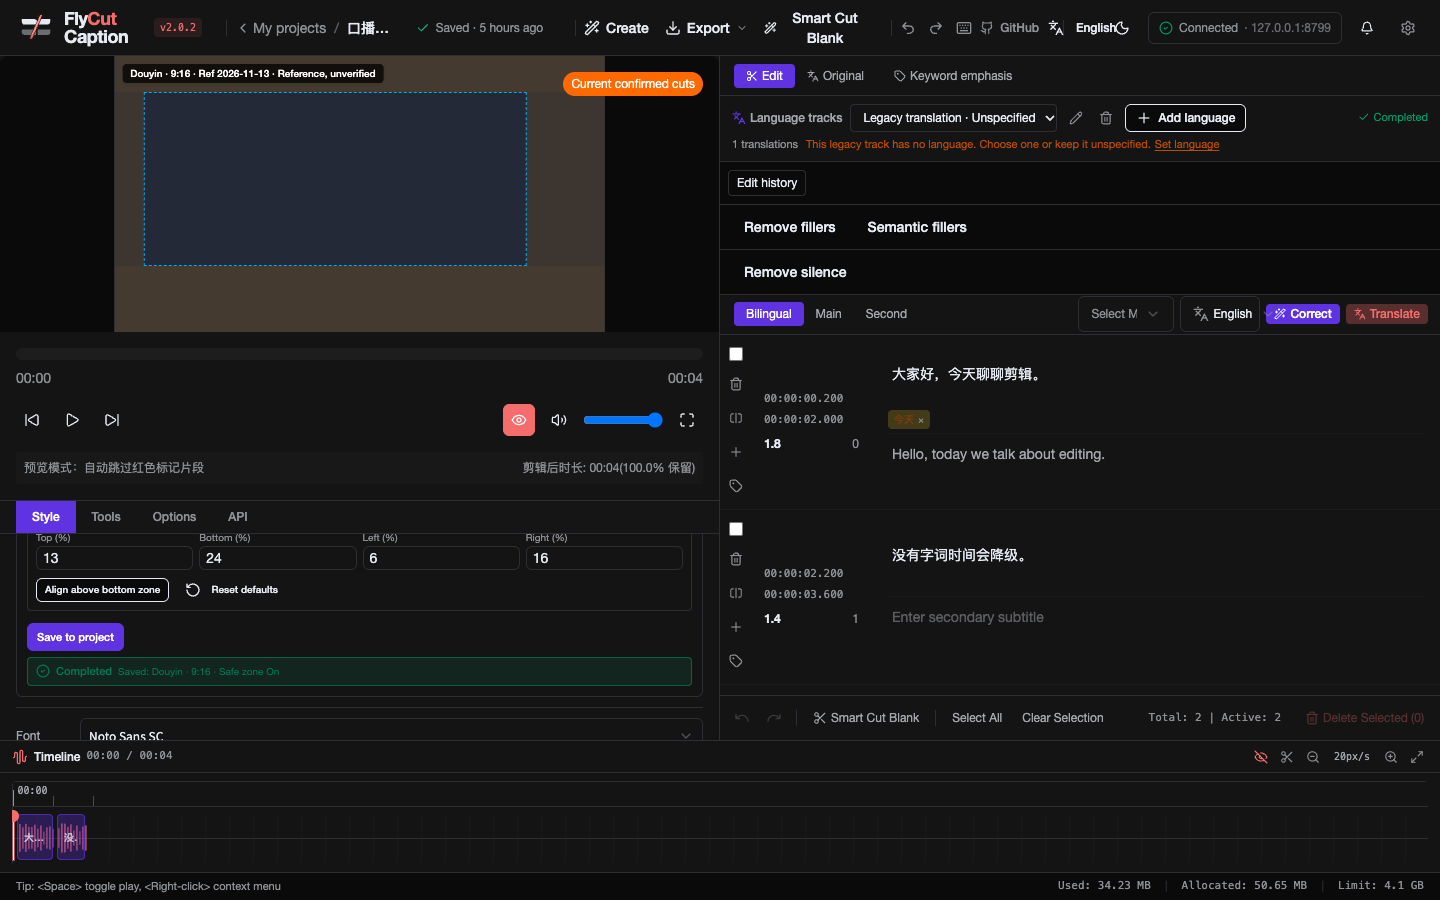 FlyCut
Caption
v2.0.2
My projects / 口播...
Saved · 5 hours ago
Create
Export
Smart Cut
Blank
GitHub
English
Connected · 127.0.0.1:8799
Douyin · 9:16 · Ref 2026-11-13 · Reference, unverified
Current confirmed cuts
00:00
00:04
预览模式：自动跳过红色标记片段
剪辑后时长: 00:04(100.0% 保留)
Style
Tools
Options
API
Top (%)
Bottom (%)
Left (%)
Right (%)
13
24
6
16
Align above bottom zone
Reset defaults
Save to project
Completed Saved: Douyin · 9:16 · Safe zone On
Font
Noto Sans SC
Edit
Original
Keyword emphasis
Language tracks
Legacy translation · Unspecified
Add language
Completed
1 translations This legacy track has no language. Choose one or keep it unspecified. Set language
Edit history
Remove fillers
Semantic fillers
Remove silence
Bilingual
Main
Second
Select M
English
Correct
Translate
大家好，今天聊聊剪辑。
00:00:00.200
00:00:02.000
今天 ×
1.8
0
Hello, today we talk about editing.
没有字词时间会降级。
00:00:02.200
00:00:03.600
1.4
1
Enter secondary subtitle
Smart Cut Blank
Select All
Clear Selection
Total: 2 | Active: 2
Delete Selected (0)
Timeline 00:00 / 00:04
20px/s
00:00
大...
没.
Tip: <Space> toggle play, <Right-click> context menu
Used: 34.23 MB | Allocated: 50.65 MB | Limit: 4.1 GB